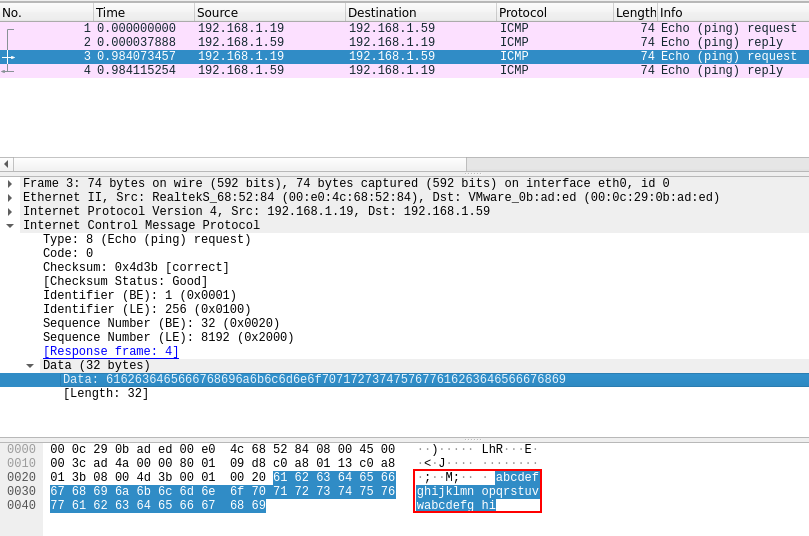 No. Time Source Destination Protocol Length Info
1 0.000000000 192.168.1.19 192.168.1.59 ICMP 74 Echo (ping) request
2 0.000037888 192.168.1.59 192.168.1.19 ICMP 74 Echo (ping) reply
3 0.984073457 192.168.1.19 192.168.1.59 ICMP 74 Echo (ping) request
4 0.984115254 192.168.1.59 192.168.1.19 ICMP 74 Echo (ping) reply
Frame 3: 74 bytes on wire (592 bits), 74 bytes captured (592 bits) on interface eth0, id 0
Ethernet II, Src: RealtekS_68:52:84 (00:e0:4c:68:52:84), Dst: VMware_0b:ad:ed (00:0c:29:0b:ad:ed)
Internet Protocol Version 4, Src: 192.168.1.19, Dst: 192.168.1.59
Internet Control Message Protocol
Type: 8 (Echo (ping) request)
Code: 0
Checksum: 0x4d3b [correct]
[Checksum Status: Good]
Identifier (BE): 1 (0x0001)
Identifier (LE): 256 (0x0100)
Sequence Number (BE): 32 (0x0020)
Sequence Number (LE): 8192 (0x2000)
[Response frame: 4]
Data (32 bytes)
Data: 6162636465666768696a6b6c6d6e6f7071727374757677616263646566676869
[Length: 32]
0000 00 0c 29 0b ad ed 00 e0 4c 68 52 84 08 00 45 00 ··)····· LhR···E·
0010 00 3c ad 4a 00 00 80 01 09 d8 c0 a8 01 13 c0 a8 ·<·J···· ········
0020 01 3b 08 00 4d 3b 00 01 00 20 61 62 63 64 65 66 ·;··M;·· · abcdef
0030 67 68 69 6a 6b 6c 6d 6e 6f 70 71 72 73 74 75 76 ghijklmn opqrstuv
0040 77 61 62 63 64 65 66 67 68 69 wabcdefg hi